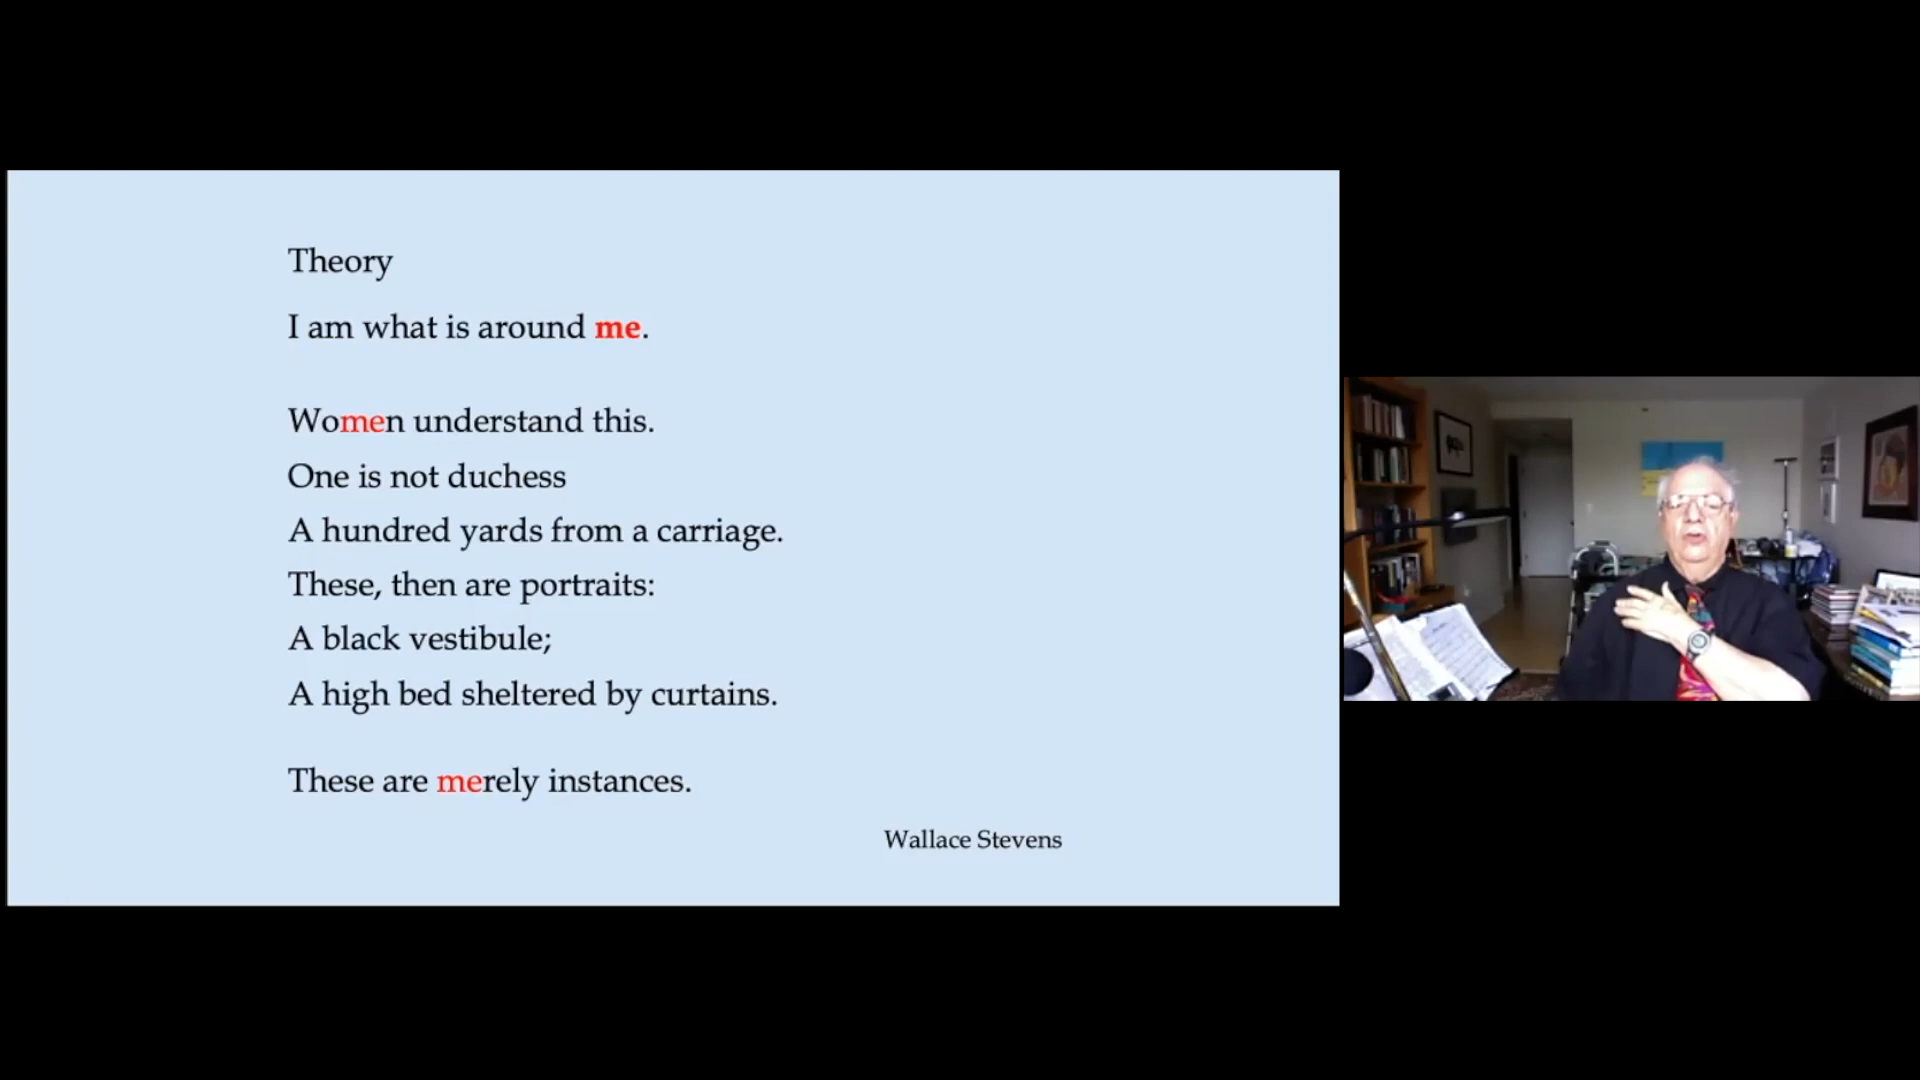 Theory
I am what is around me.
Women understand this.
One is not duchess
A hundred yards from a carriage.
These, then are portraits:
A black vestibule;
A high bed sheltered by curtains.
These are merely instances.
Wallace Stevens